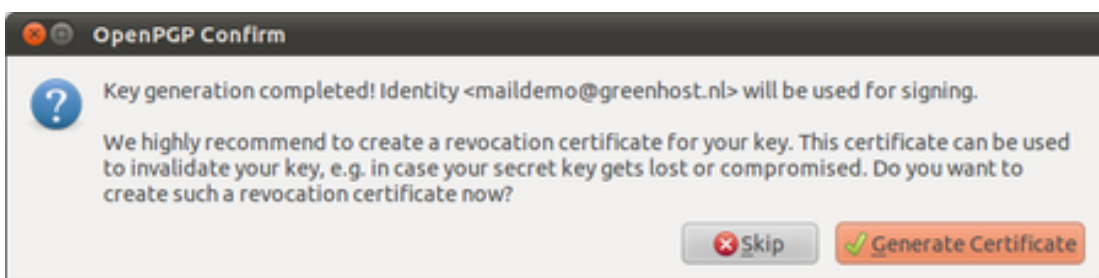 OpenPGP Confirm
Key generation completed! Identity <maildemo@greenhost.nl> will be used for signing.
We highly recommend to create a revocation certificate for your key. This certificate can be used
to invalidate your key, e.g. in case your secret key gets lost or compromised. Do you want to
create such a revocation certificate now?
Skip
Generate Certificate